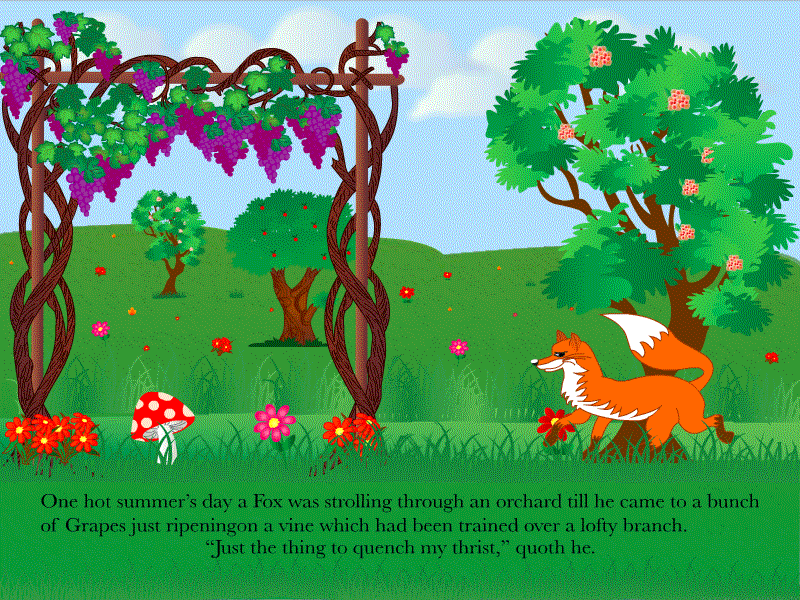 One hot summer’s day a Fox was strolling through an orchard till he came to a bunch
of Grapes just ripeningon a vine which had been trained over a lofty branch.
“Just the thing to quench my thrist,” quoth he.